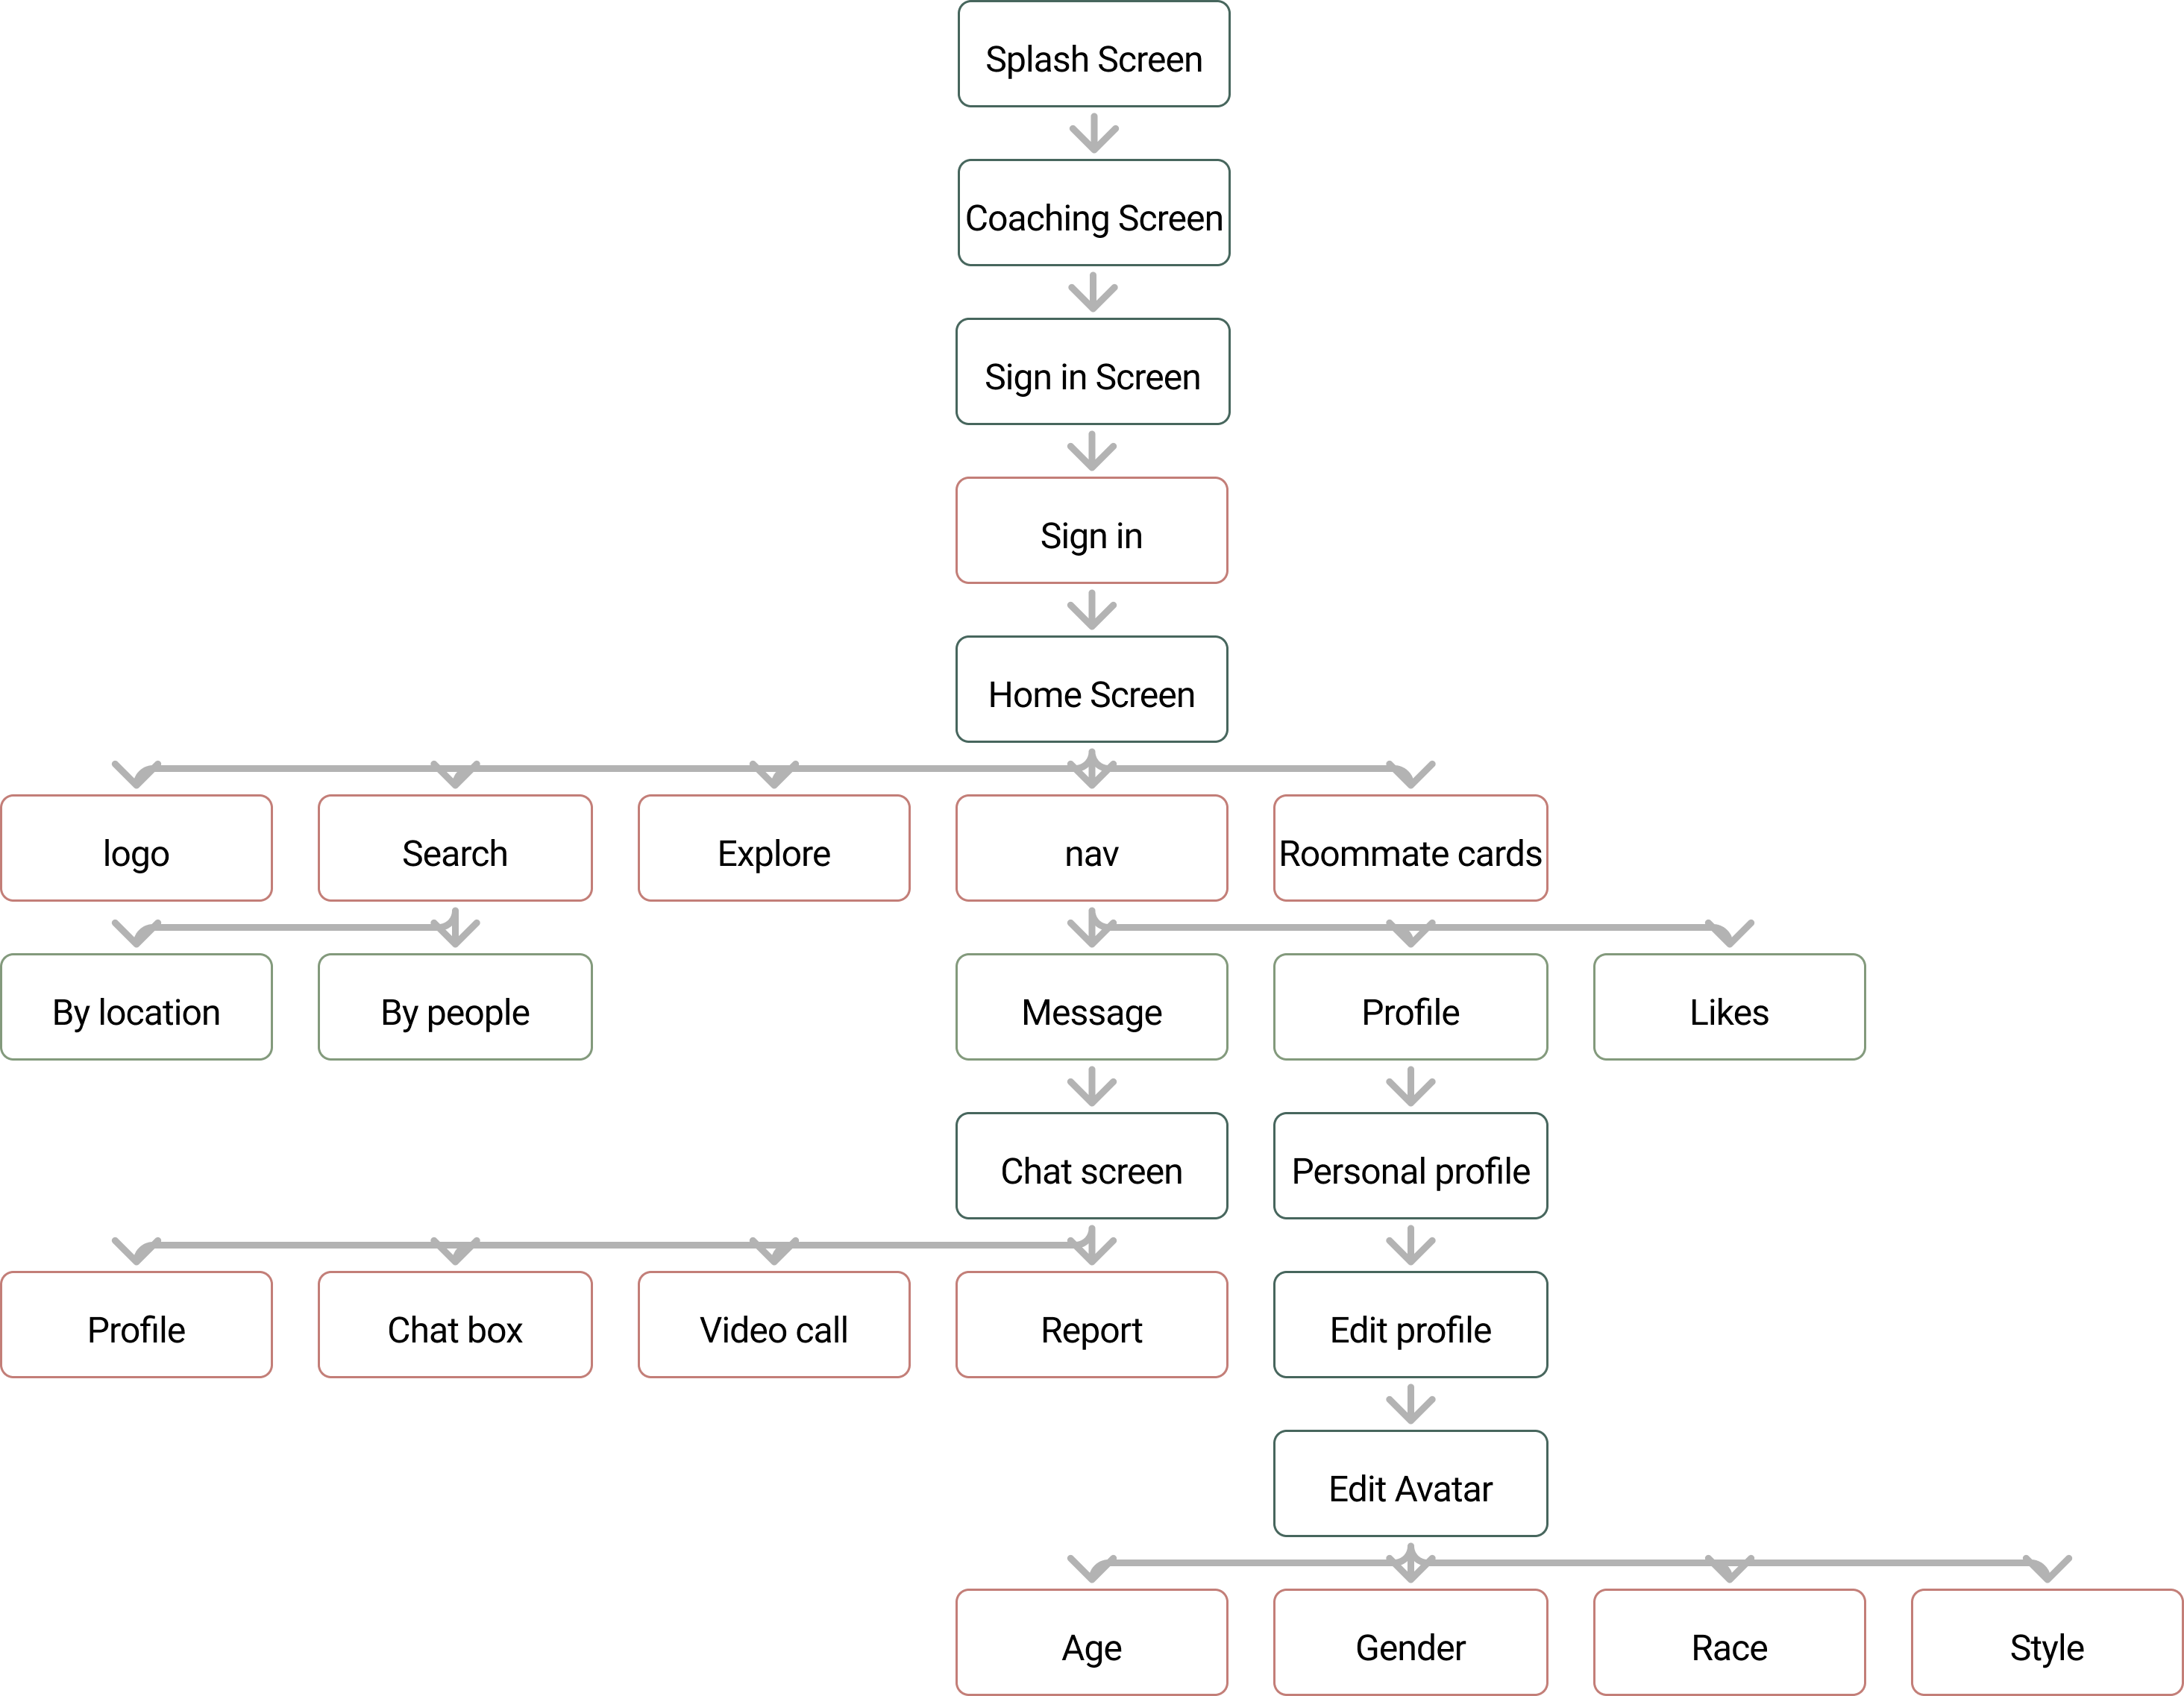 Splash Screen
Coaching Screen
Sign in Screen
Sign in
Home Screen
logo
Search
Explore
nav
Roommate cards
By location
By people
Message
Profile
Likes
Chat screen
Personal profile
Profile
Chat box
Video call
Report
Edit profile
Edit Avatar
Age
Gender
Race
Style